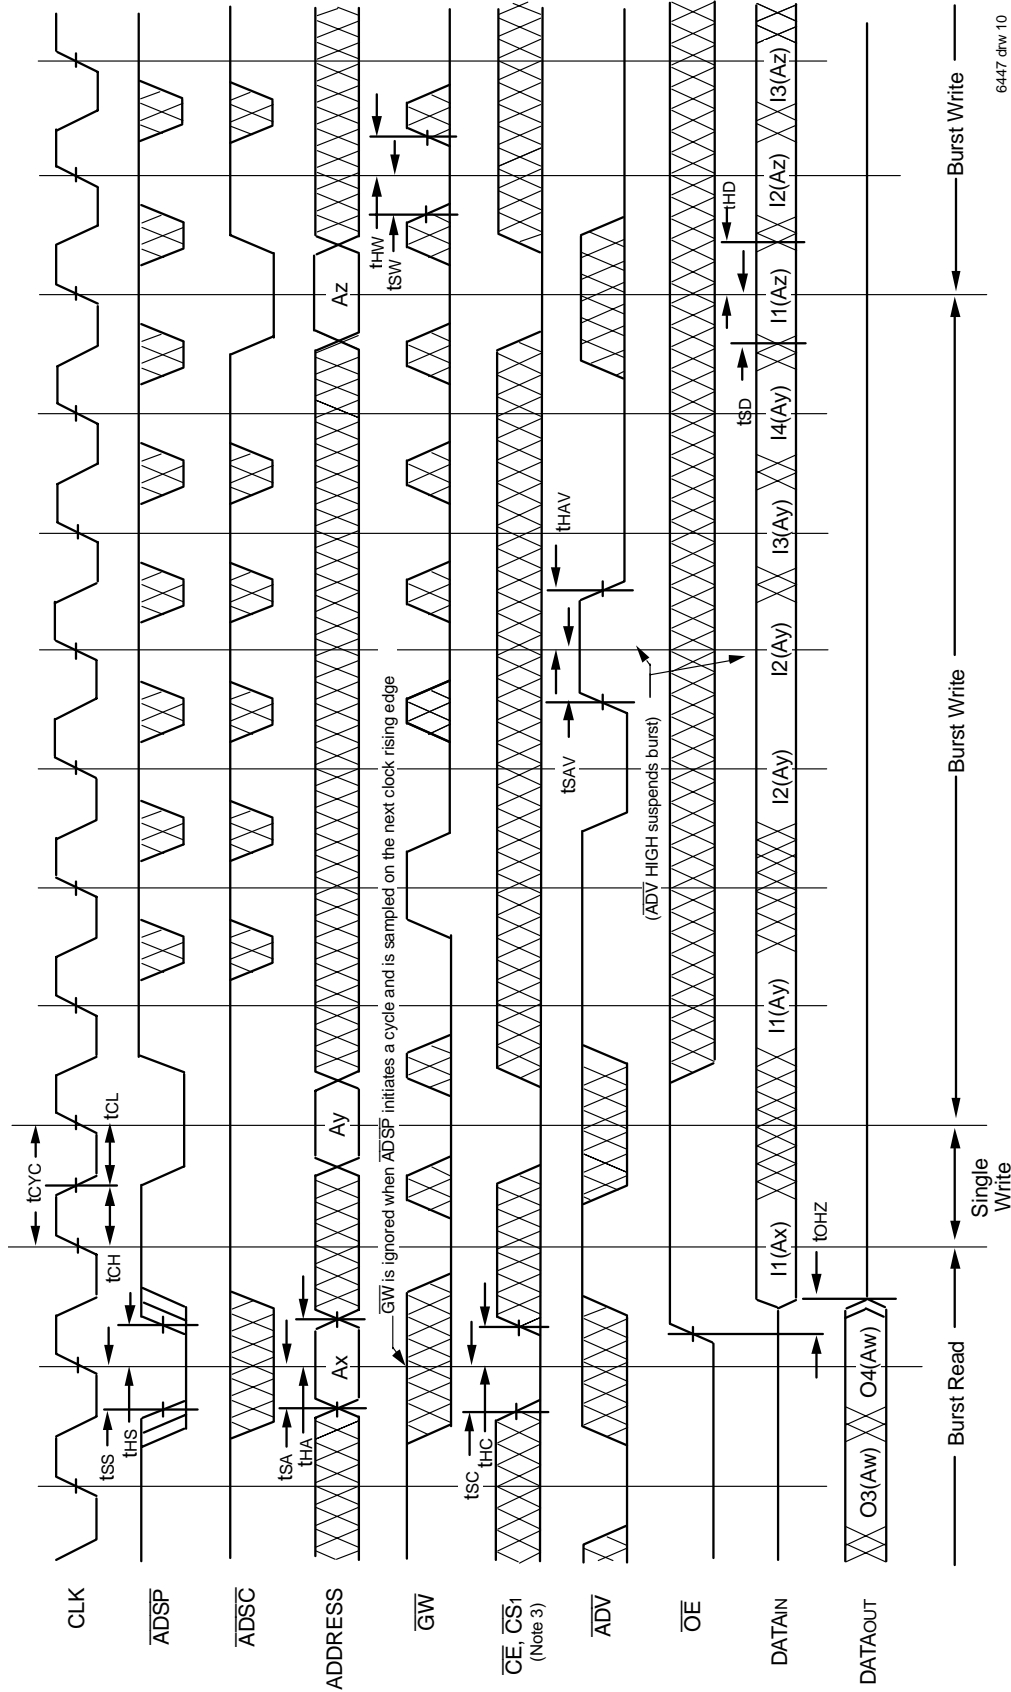 CLK
tCYC
tCH
tCL
ADSP
tSS
tHS
ADSC
ADDRESS
tSA
tHA
Ax
Ay
Az
GW
GW is ignored when ADSP initiates a cycle and is sampled on the next clock rising edge
tHW
tSW
CE, CS1
(Note 3)
tSC
tHC
ADV
tSAV
tHAV
(ADV HIGH suspends burst)
OE
tOHZ
tSD
tHD
DATAIN
I1(Ax)
I1(Ay)
I2(Ay)
I2(Ay)
I3(Ay)
I4(Ay)
I1(Az)
I2(Az)
I3(Az)
DATAOUT
O3(Aw)
O4(Aw)
Burst Read
Single
Write
Burst Write
Burst Write
6447 drw 10